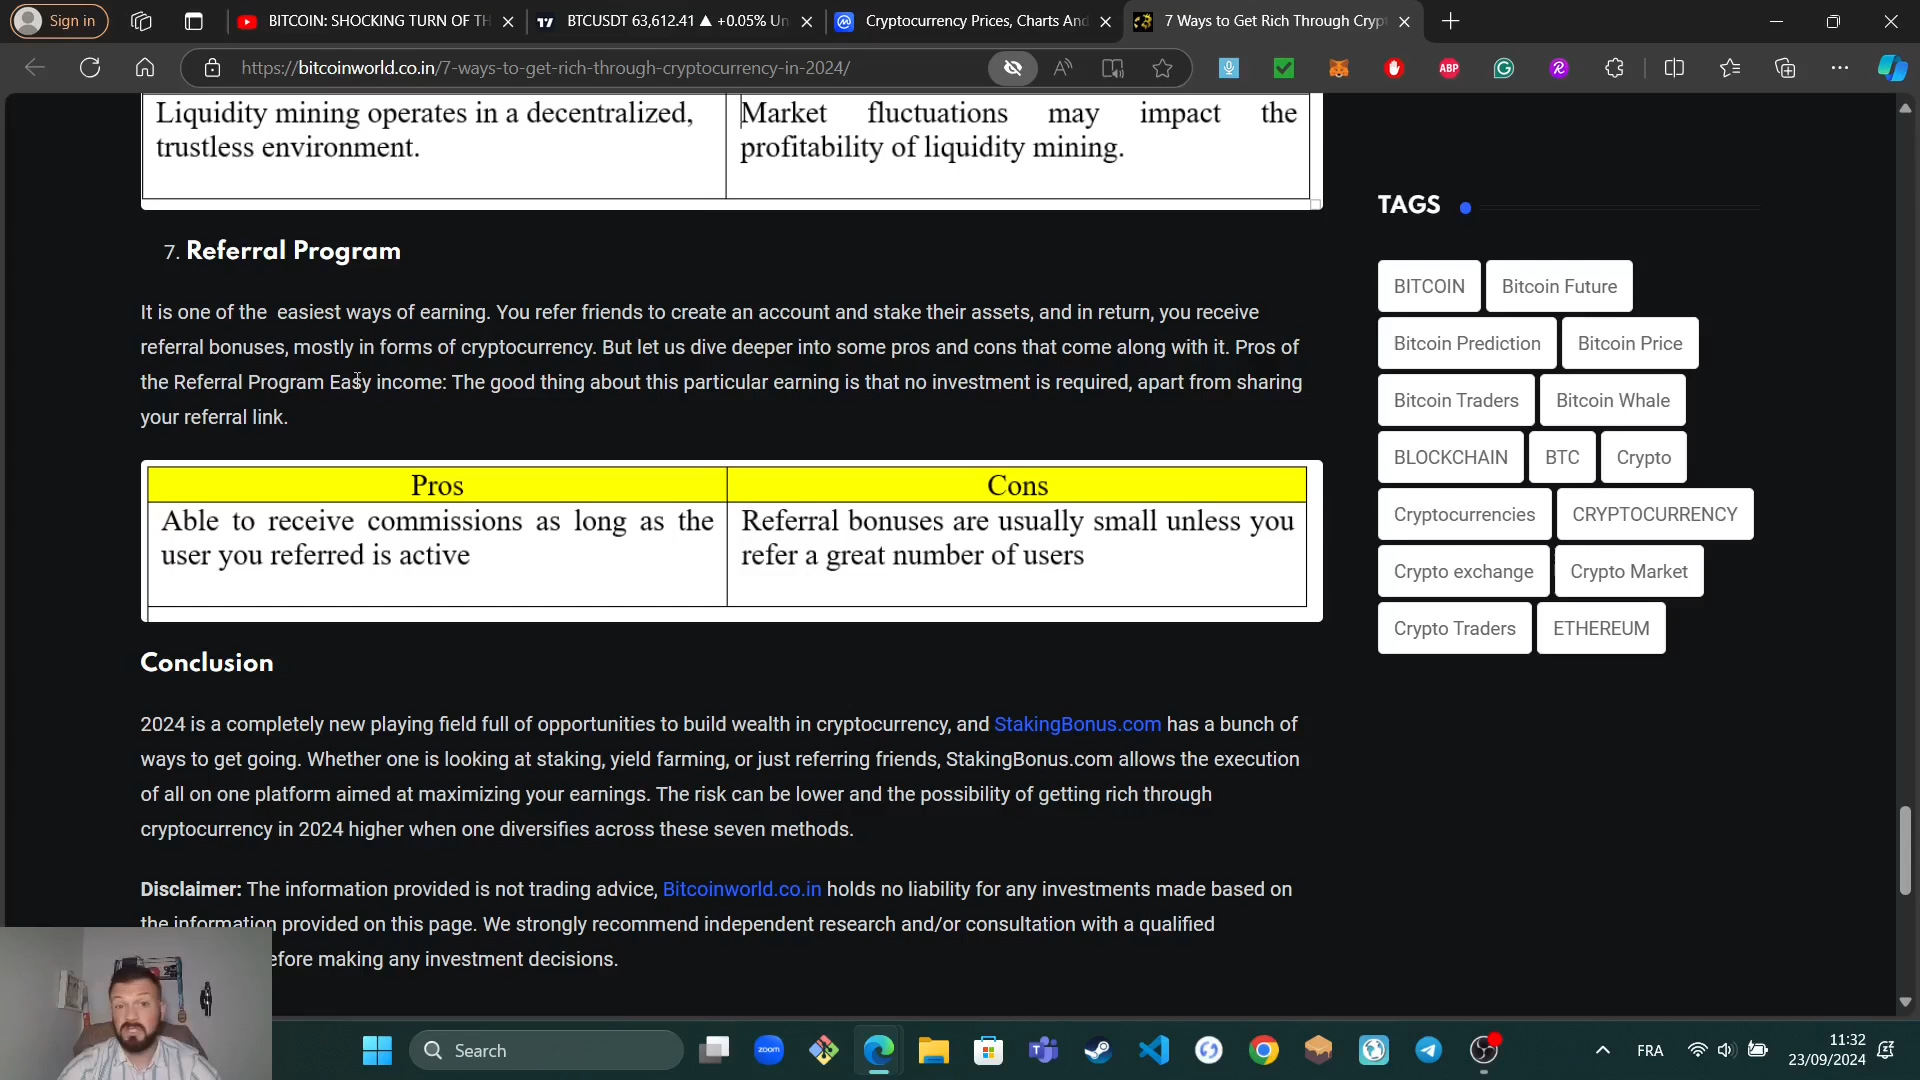 Sign in
BITCOIN: SHOCKING TURN OF TH
BTCUSDT 63,612.41 ▲ +0.05% Un
Cryptocurrency Prices, Charts And
7 Ways to Get Rich Through Cryp
https://bitcoinworld.co.in/7-ways-to-get-rich-through-cryptocurrency-in-2024/
ABP
Liquidity mining operates in a decentralized,
trustless environment.
Market fluctuations may impact the
profitability of liquidity mining.
7. Referral Program
It is one of the easiest ways of earning. You refer friends to create an account and stake their assets, and in return, you receive
referral bonuses, mostly in forms of cryptocurrency. But let us dive deeper into some pros and cons that come along with it. Pros of
the Referral Program Easy income: The good thing about this particular earning is that no investment is required, apart from sharing
your referral link.
Pros
Cons
Able to receive commissions as long as the
user you referred is active
Referral bonuses are usually small unless you
refer a great number of users
Conclusion
2024 is a completely new playing field full of opportunities to build wealth in cryptocurrency, and StakingBonus.com has a bunch of
ways to get going. Whether one is looking at staking, yield farming, or just referring friends, StakingBonus.com allows the execution
of all on one platform aimed at maximizing your earnings. The risk can be lower and the possibility of getting rich through
cryptocurrency in 2024 higher when one diversifies across these seven methods.
Disclaimer: The information provided is not trading advice, Bitcoinworld.co.in holds no liability for any investments made based on
the information provided on this page. We strongly recommend independent research and/or consultation with a qualified
efore making any investment decisions.
TAGS
BITCOIN
Bitcoin Future
Bitcoin Prediction
Bitcoin Price
Bitcoin Traders
Bitcoin Whale
BLOCKCHAIN
BTC
Crypto
Cryptocurrencies
CRYPTOCURRENCY
Crypto exchange
Crypto Market
Crypto Traders
ETHEREUM
Search
zoom
FRA
11:32
23/09/2024